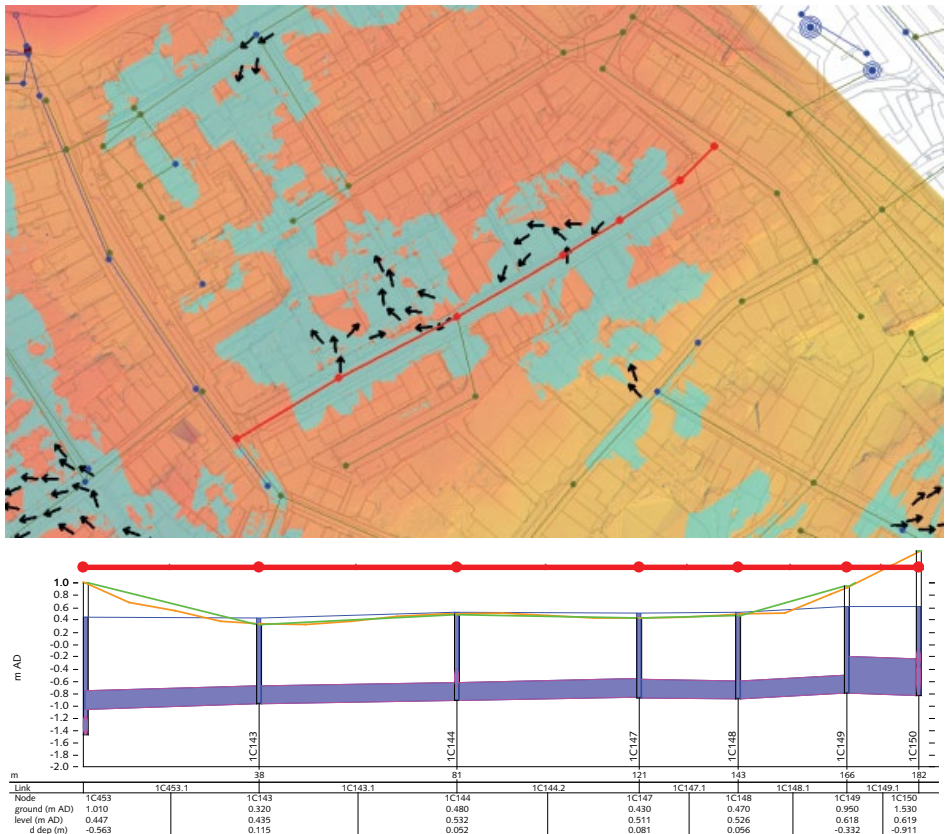 1.0
0.6
0.4
0.2
-0.0
-0.2
-0.4
-0.6
-0.8
-1.0
-1.2
-1.4
-1.6
-1.8
-2.0
m AD
1C143
1C144
1C147
1C148
1C149
1C150
m 38 81 121 143 166 182
Link 1C453.1 1C143.1 1C144.2 1C147.1 1C148.1 1C149.1
Node 1C453 1C143 1C144 1C147 1C148 1C149 1C150
ground (m AD) 1.010 0.320 0.480 0.430 0.470 0.950 1.530
level (m AD) 0.447 0.435 0.532 0.511 0.526 0.618 0.619
d dep (m) -0.563 0.115 0.052 0.081 0.056 -0.332 -0.911